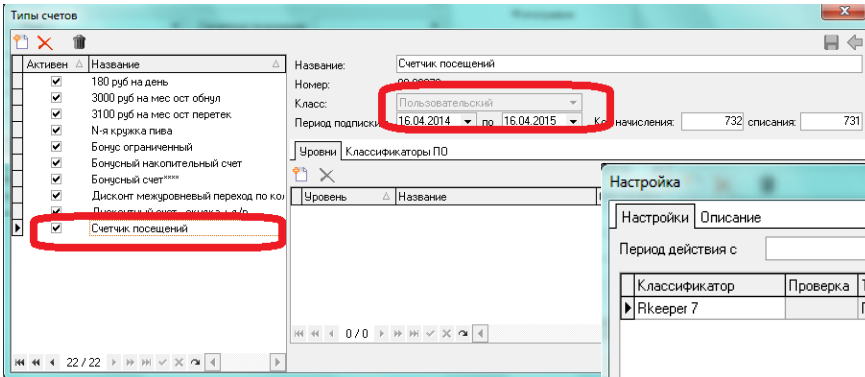 Типы счетов
Активен Название
180 руб на день
3000 руб на мес ост обнул
3100 руб на мес ост перетек
N-я кружка пива
Бонус ограниченный
Бонусный накопительный счет
Бонусный счет****
Дисконт межуровневый переход по кол
Счетчик посещений
22 / 22
Название: Счетчик посещений
Номер:
Класс: Пользовательский
Период подписки 16.04.2014 по 16.04.2015 начисления: 732 списания: 731
Уровни Классификаторы ПО
Уровень Название
0 / 0
Настройка
Настройки Описание
Период действия с
Классификатор Проверка
Rkeeper 7